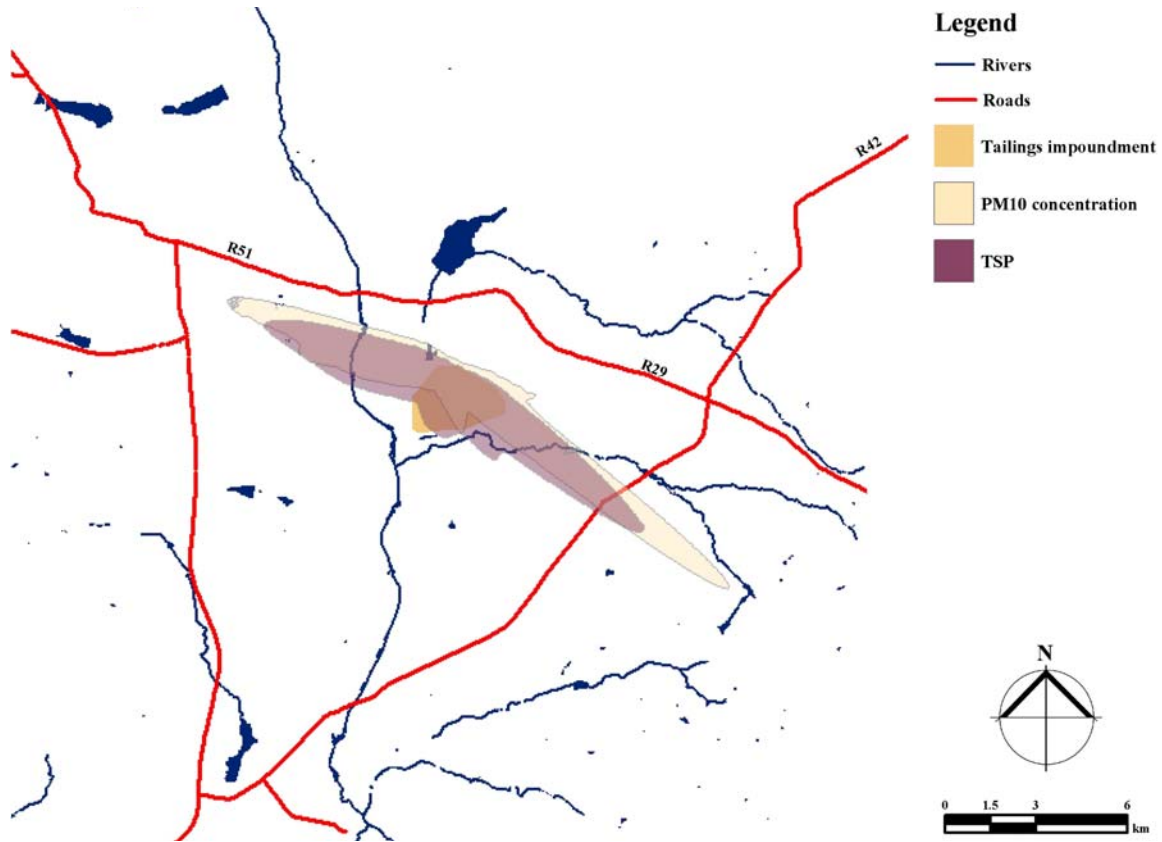 Legend
Rivers
Roads
Tailings impoundment
PM10 concentration
TSP
R42
R51
R29
N
0 1.5 3 6
km